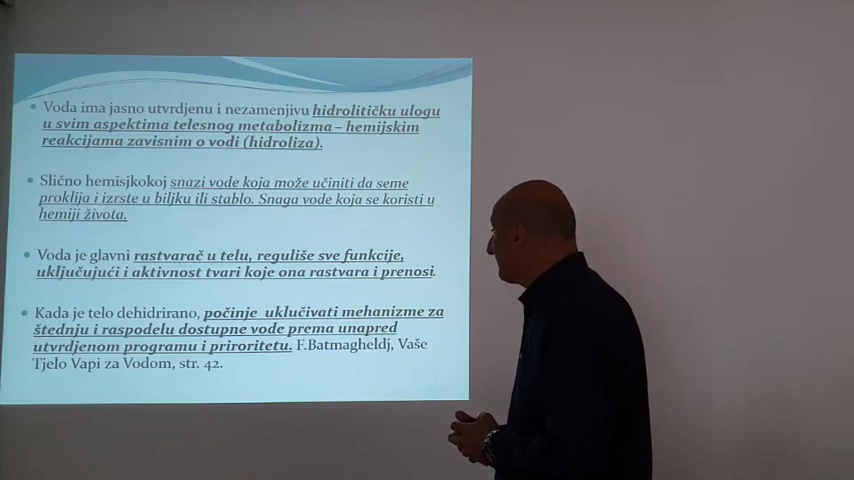 Voda ima jasno utvrdjenu i nezamenjivu hidrolitičku ulogu
u svim aspektima telesnog metabolizma – hemijskim
reakcijama zavisnim o vodi (hidroliza).
Slično hemisjkokoj snazi vode koja može učiniti da seme
proklija i izrste u biljku ili stablo. Snaga vode koja se koristi u
hemiji života.
Voda je glavni rastvarač u telu, reguliše sve funkcije,
uključujući i aktivnost tvari koje ona rastvara i prenosi.
Kada je telo dehidrirano, počinje uključivati mehanizme za
štednju i raspodelu dostupne vode prema unapred
utvrdjenom programu i priroritetu. F.Batmagheldj, Vaše
Tjelo Vapi za Vodom, str. 42.